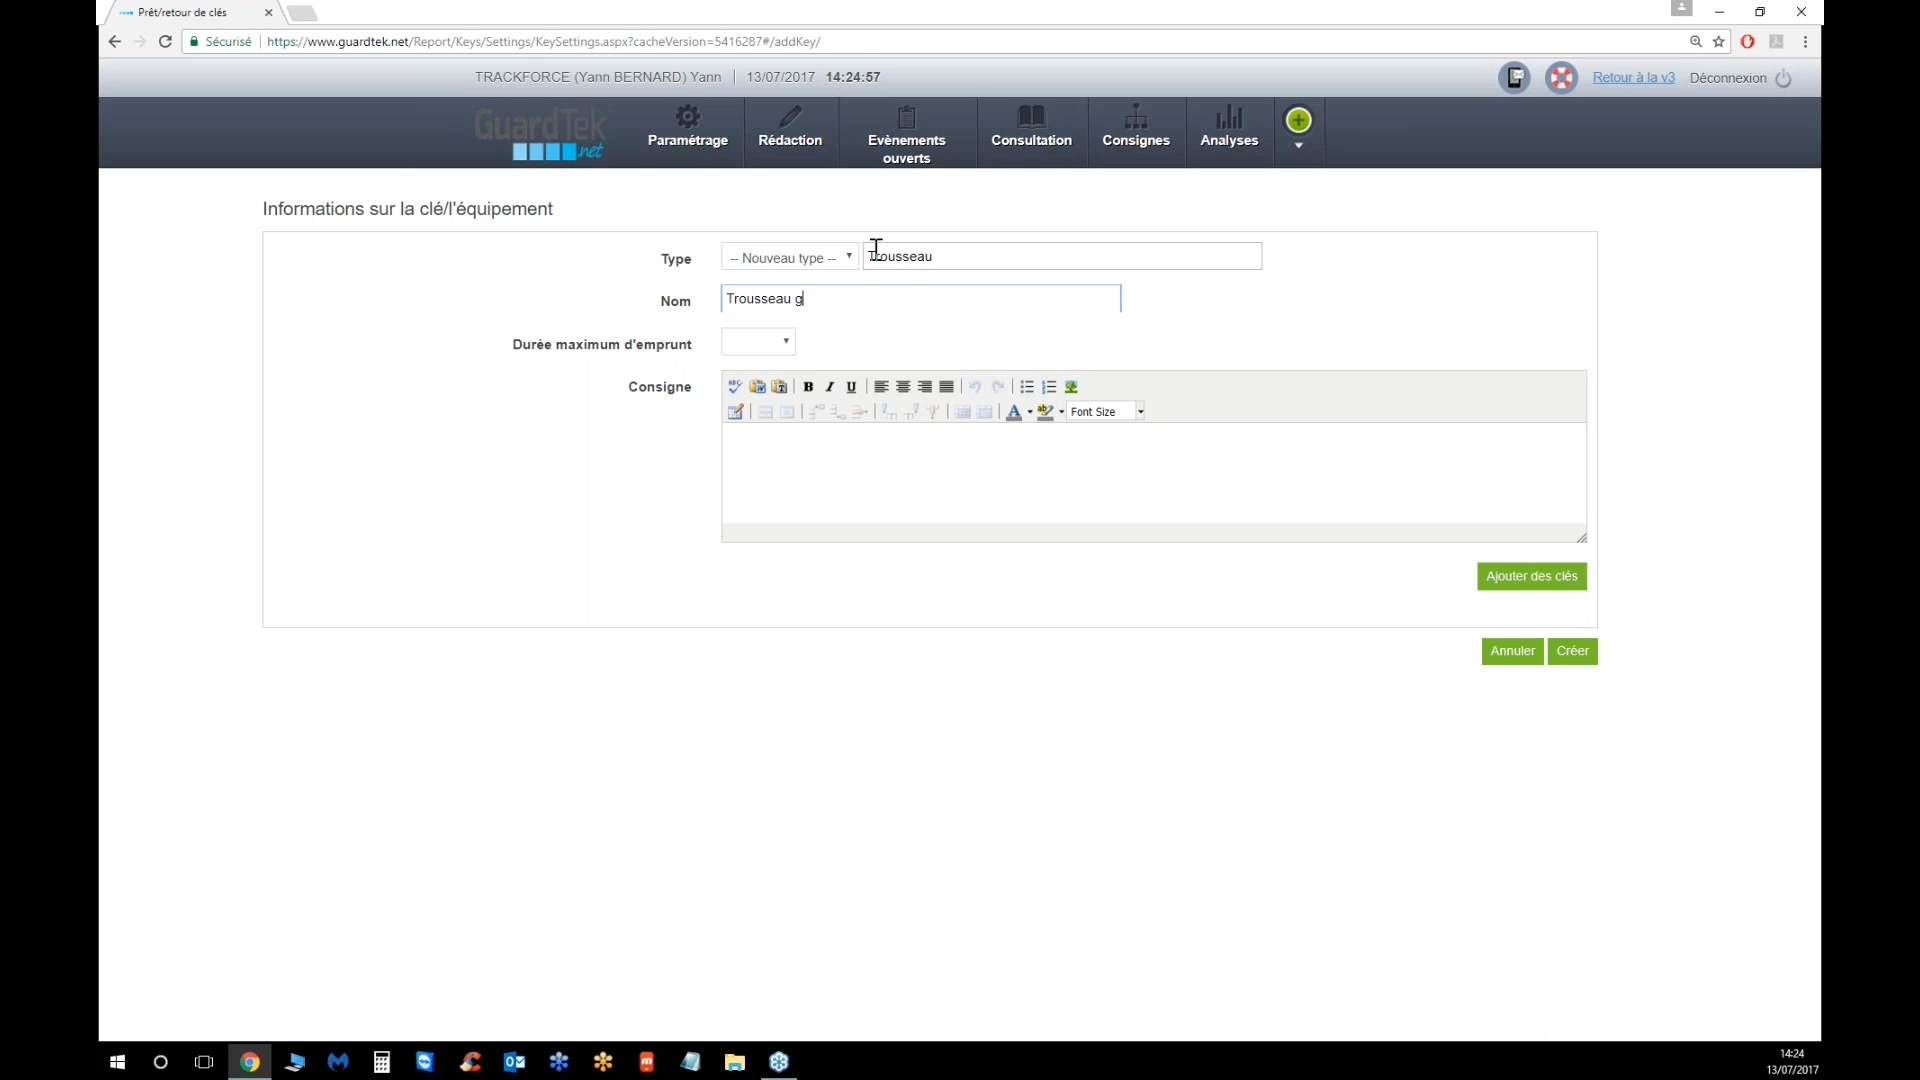 Prêt/retour de clés
Sécurisé https://www.guardtek.net/Report/Keys/Settings/KeySettings.aspx?cacheVersion=5416287#/addKey/
TRACKFORCE (Yann BERNARD) Yann 13/07/2017 14:24:57 Retour à la v3 Déconnexion
GuardTek .net
Paramétrage Rédaction Evènements ouverts Consultation Consignes Analyses
Informations sur la clé/l'équipement
Type -- Nouveau type -- Trousseau
Nom Trousseau g
Durée maximum d'emprunt
Consigne ABC B I U
A ab Font Size
Ajouter des clés
Annuler Créer
14:24
13/07/2017